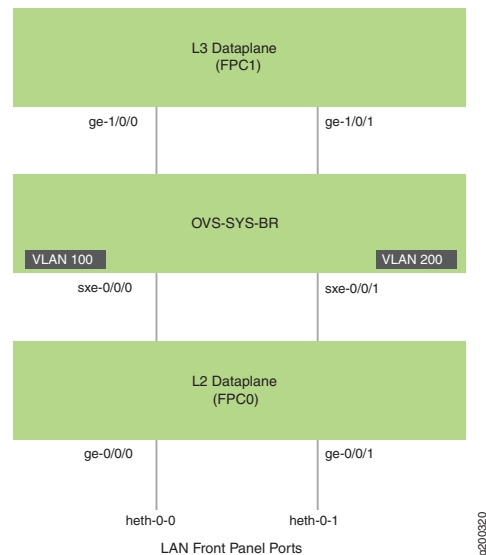 L3 Dataplane
(FPC1)
ge-1/0/0
ge-1/0/1
OVS-SYS-BR
VLAN 100
VLAN 200
sxe-0/0/0
sxe-0/0/1
L2 Dataplane
(FPC0)
ge-0/0/0
ge-0/0/1
heth-0-0
heth-0-1
LAN Front Panel Ports
g200320